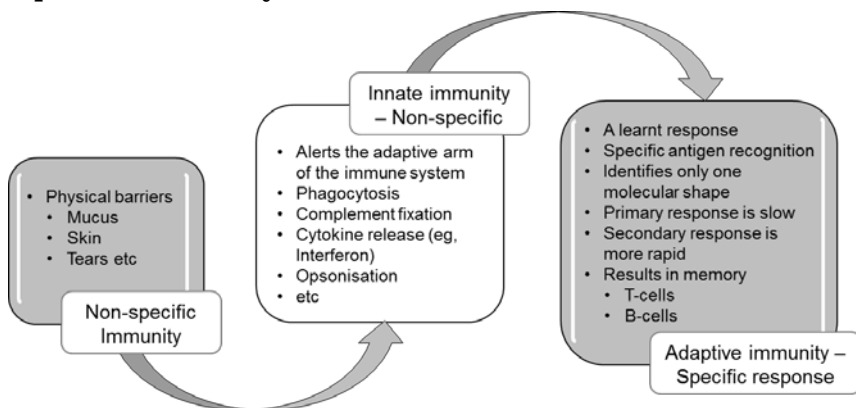 • Physical barriers
• Mucus
• Skin
• Tears etc
Non-specific
Immunity
Innate immunity
– Non-specific
• Alerts the adaptive arm
of the immune system
• Phagocytosis
• Complement fixation
• Cytokine release (eg,
Interferon)
• Opsonisation
• etc
• A learnt response
• Specific antigen recognition
• Identifies only one
molecular shape
• Primary response is slow
• Secondary response is
more rapid
• Results in memory
• T-cells
• B-cells
Adaptive immunity –
Specific response